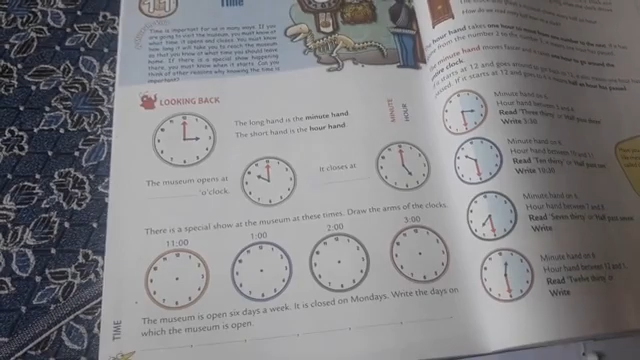 Time
Time is important for us in many ways. If you
are going to visit the museum, you must know at
what time it opens and closes. You must know
how long it will take you to reach the museum
so that you know at what time you should leave
home. If there is a special show happening
there, you must know when it starts. Can you
think of other reasons why knowing the time is
important?
LOOKING BACK
The long hand is the minute hand.
The short hand is the hour hand.
MINUTE
HOUR
The museum opens at
'o'clock.
It closes at
There is a special show at the museum at these times. Draw the arms of the clocks.
11:00
1:00
2:00
3:00
The museum is open six days a week. It is closed on Mondays. Write the days on
which the museum is open.
TIME
hour hand takes one hour to move from one number to the
minute hand moves faster and
Minute hand on 6
Hour hand between 3 and 4
Read 'Three thirty' or 'Half past three'
Write 3:30
Minute hand on 6
Hour hand between 10 and 11
Read 'Ten thirty' or 'Half past ten'
Write 10:30
Minute hand on 6
Hour hand between 7 and 8
Read 'Seven thirty' or 'Half past seven'
Write
Minute hand on 6
Hour hand between 12 and 1
Read 'Twelve thirty' or
Write